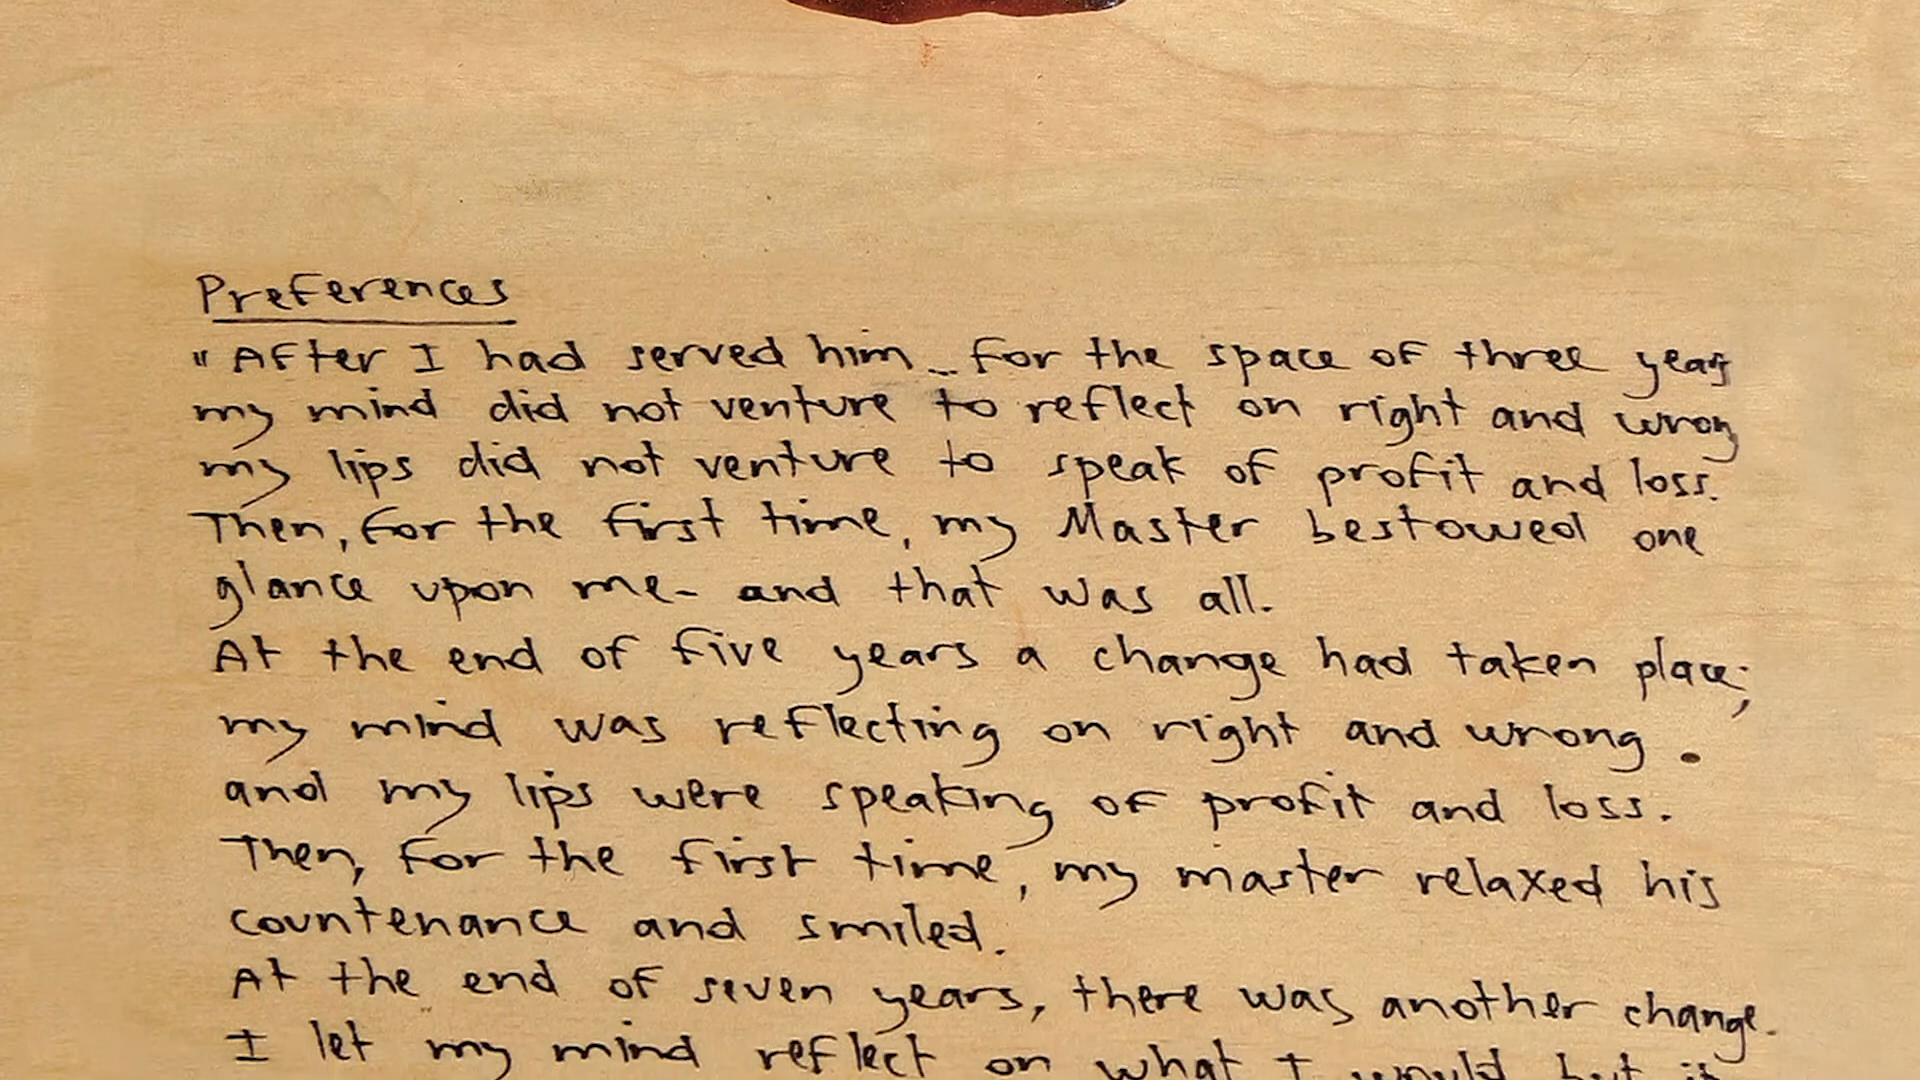 Preferences
"After I had served him... for the space of three years
my mind did not venture to reflect on right and wrong
my lips did not venture to speak of profit and loss.
Then, for the first time, my Master bestowed one
glance upon me- and that was all.
At the end of five years a change had taken place;
my mind was reflecting on right and wrong.
and my lips were speaking of profit and loss.
Then, for the first time, my master relaxed his
countenance and smiled.
At the end of seven years, there was another change.
I let my mind reflect on what I would but it